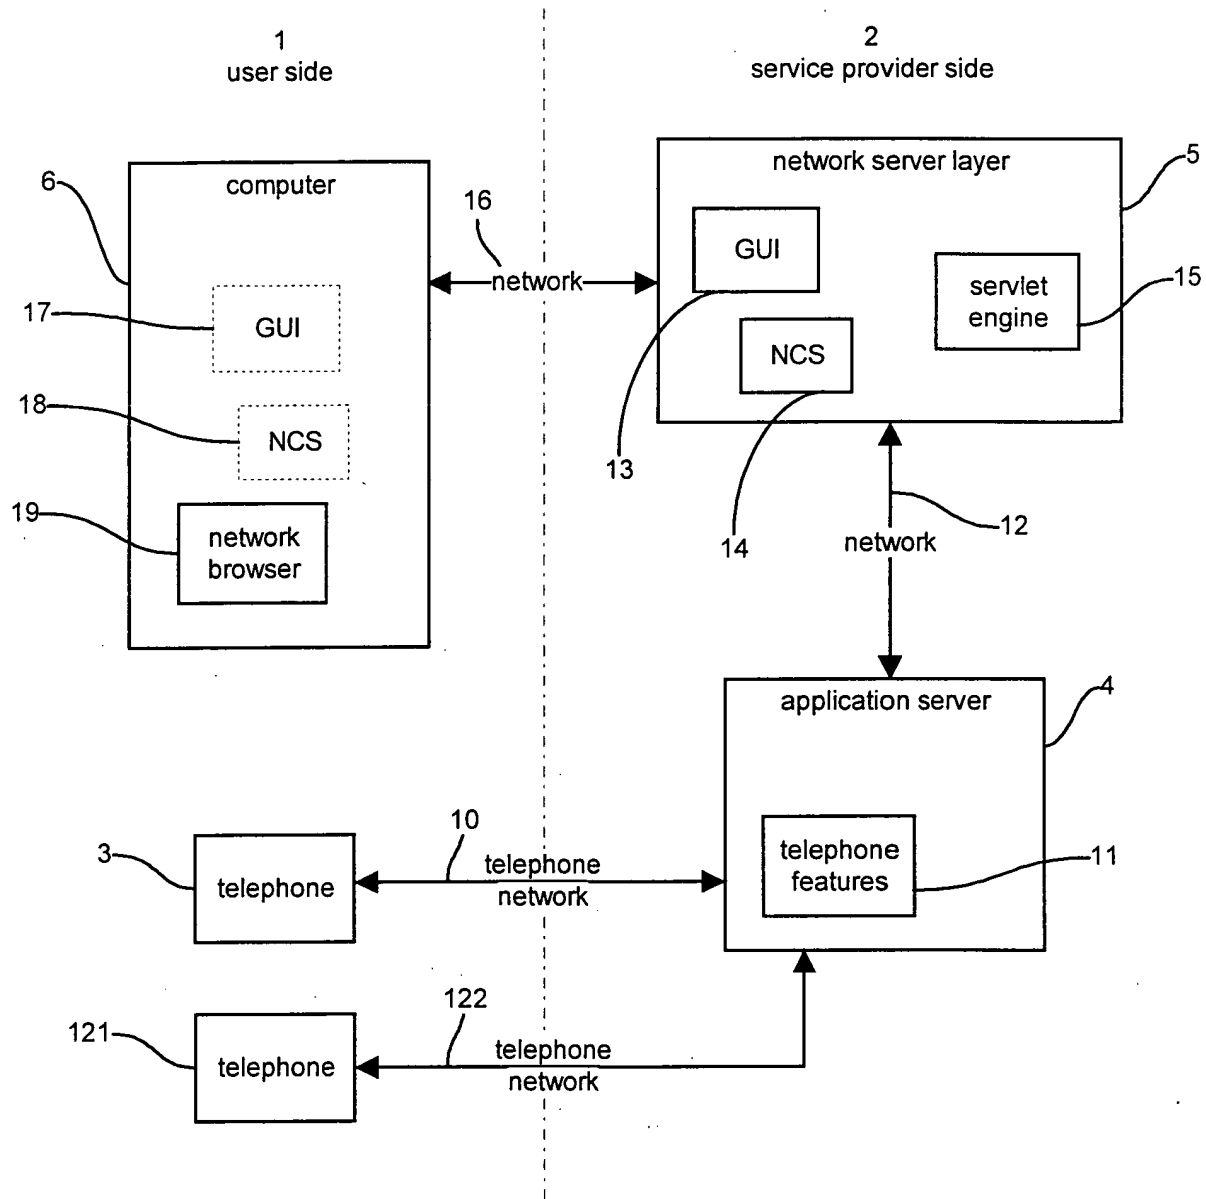 1
user side
2
service provider side
6
computer
17
GUI
18
NCS
19
network
browser
16
network
network server layer
5
GUI
servlet
engine
15
NCS
13
14
12
network
application server
4
telephone
features
11
3
telephone
10
telephone
network
121
telephone
122
telephone
network